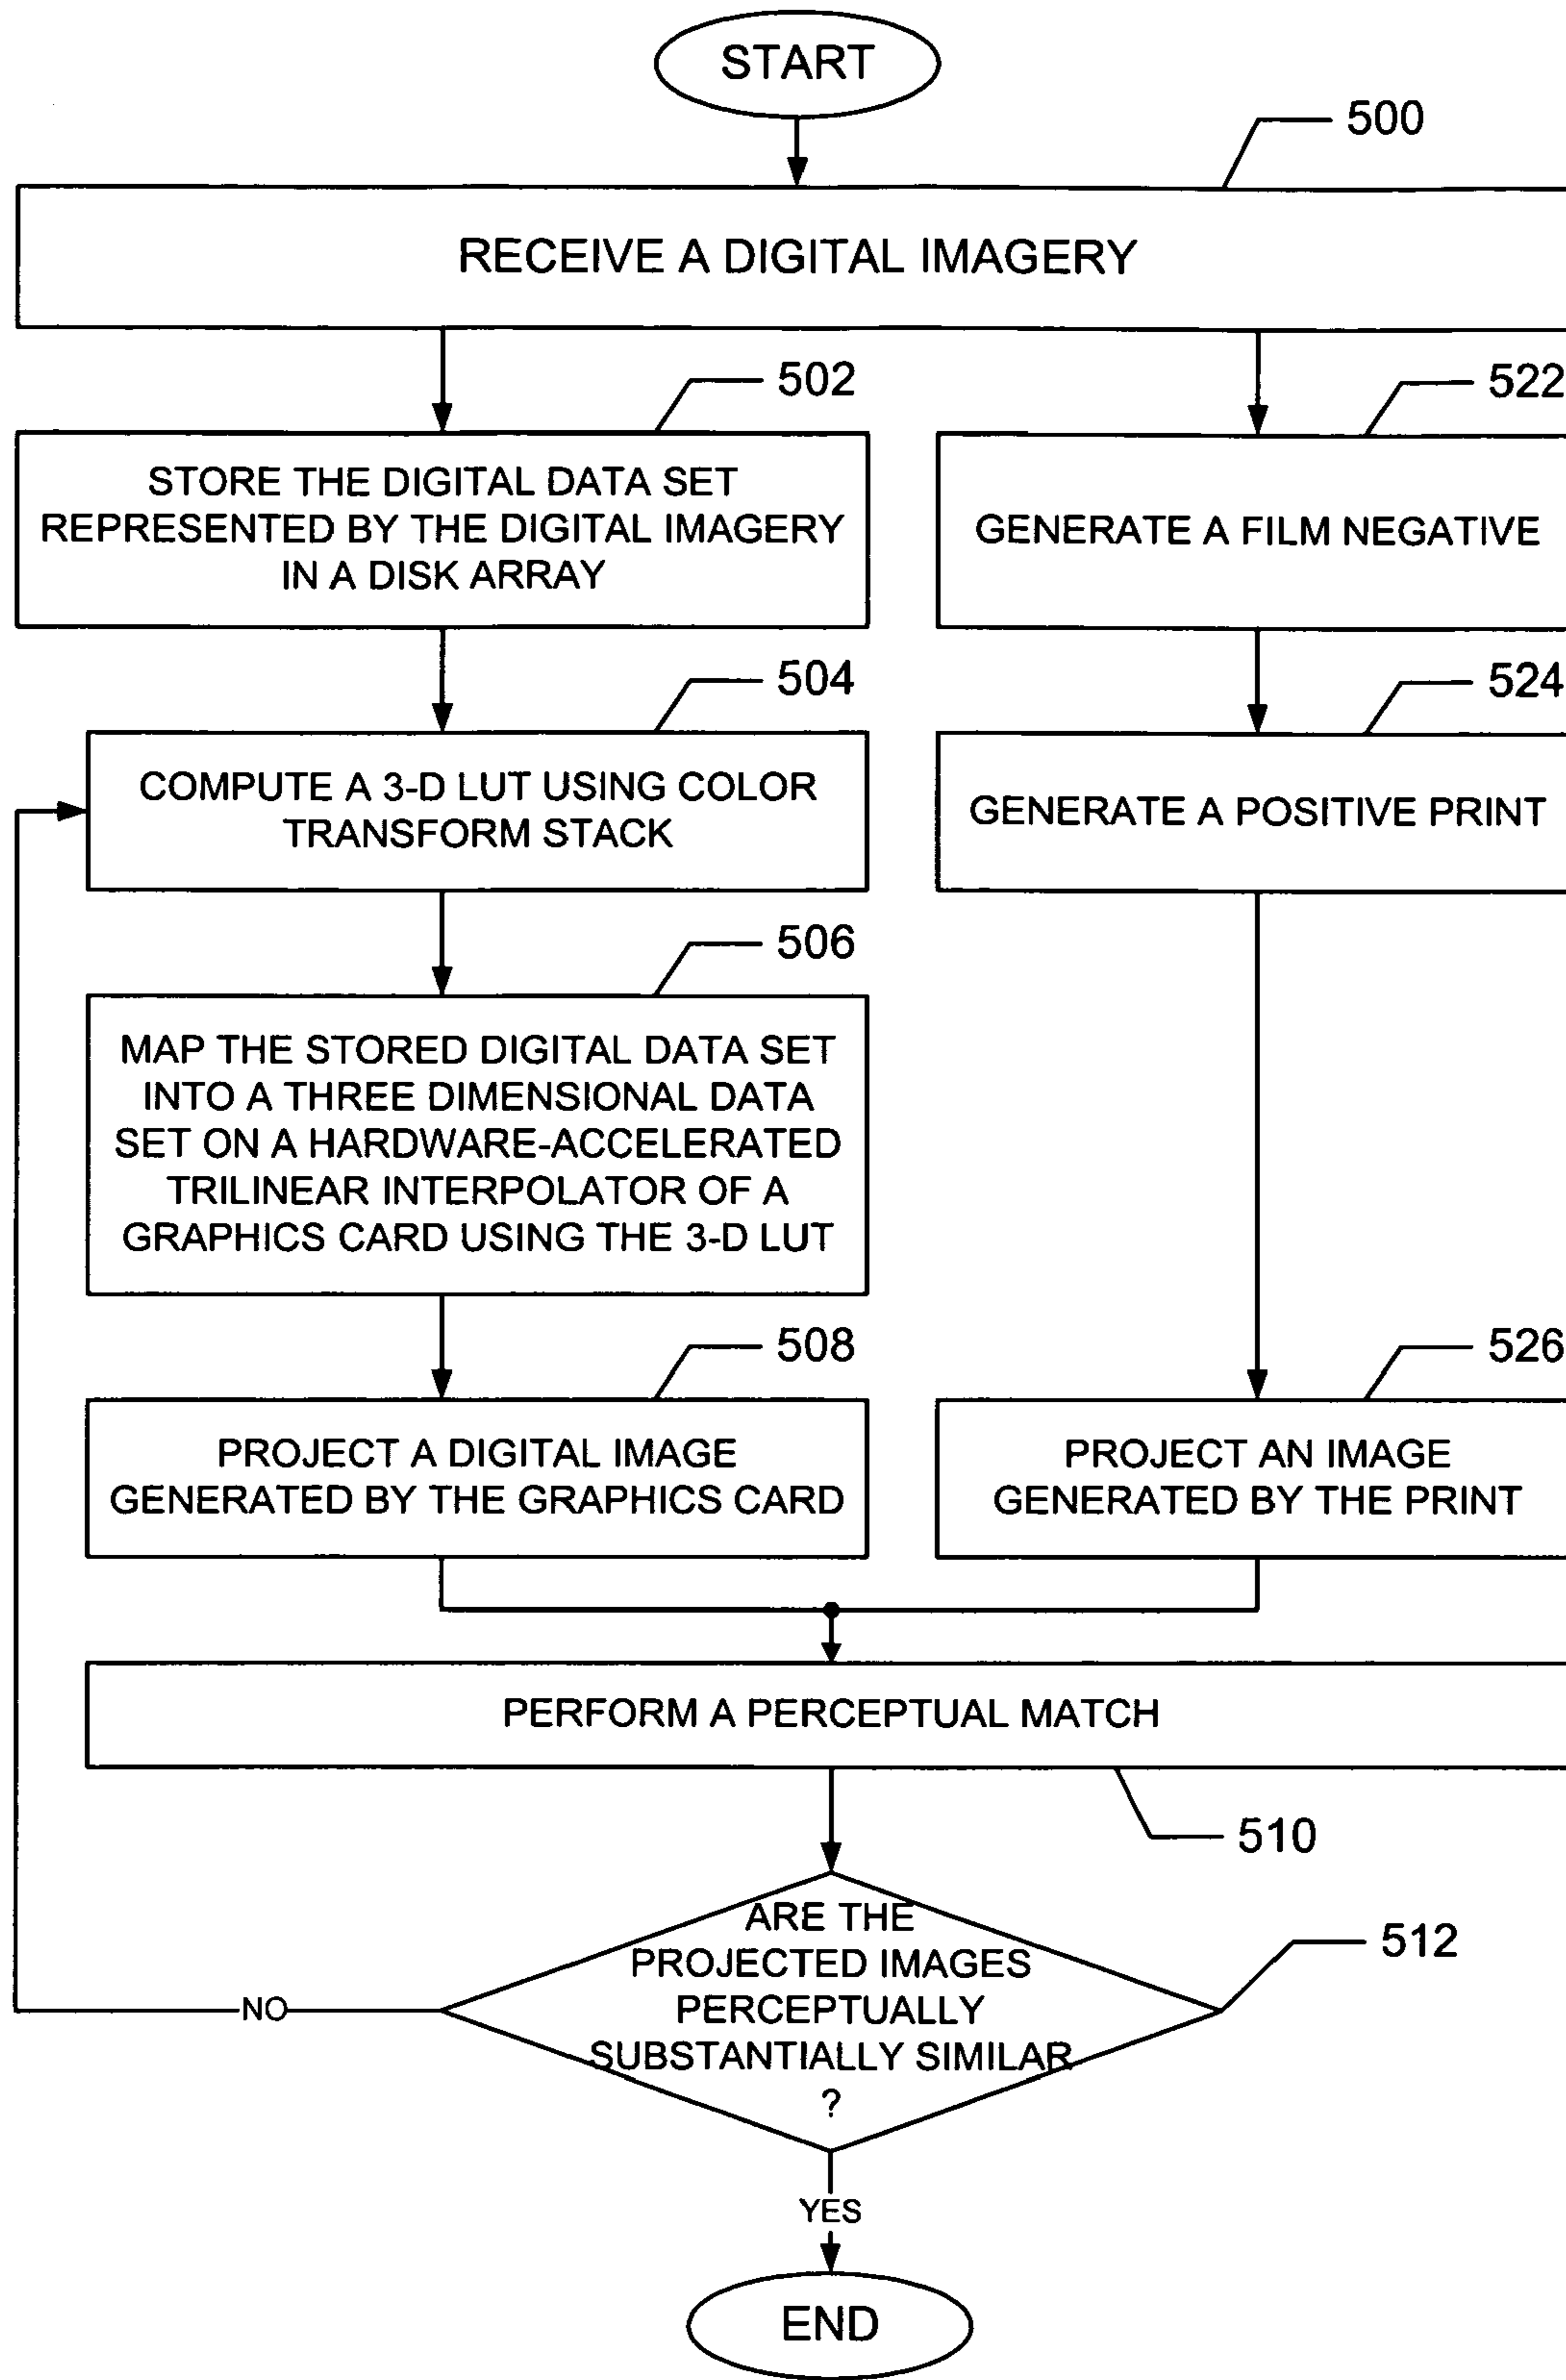 START
500
RECEIVE A DIGITAL IMAGERY
502
522
STORE THE DIGITAL DATA SET
REPRESENTED BY THE DIGITAL IMAGERY
IN A DISK ARRAY
GENERATE A FILM NEGATIVE
504
524
COMPUTE A 3-D LUT USING COLOR
TRANSFORM STACK
GENERATE A POSITIVE PRINT
506
MAP THE STORED DIGITAL DATA SET
INTO A THREE DIMENSIONAL DATA
SET ON A HARDWARE-ACCELERATED
TRILINEAR INTERPOLATOR OF A
GRAPHICS CARD USING THE 3-D LUT
508
526
PROJECT A DIGITAL IMAGE
GENERATED BY THE GRAPHICS CARD
PROJECT AN IMAGE
GENERATED BY THE PRINT
PERFORM A PERCEPTUAL MATCH
510
ARE THE
PROJECTED IMAGES
PERCEPTUALLY
SUBSTANTIALLY SIMILAR
?
512
NO
YES
END